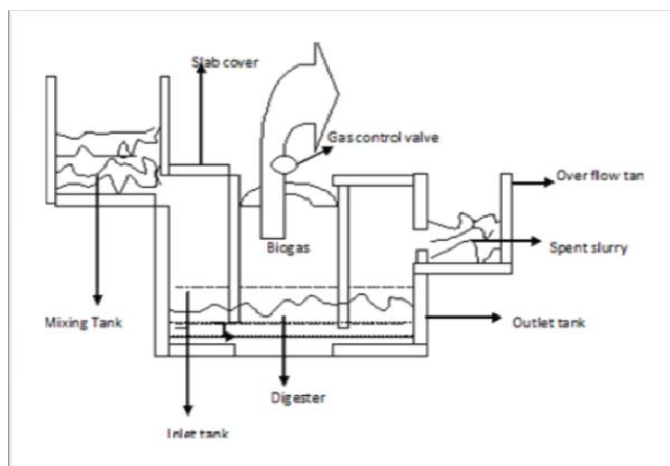 Slab cover
Gas control valve
Over flow tan
Biogas
Spent slurry
Mixing Tank
Outlet tank
Digester
Inlet tank